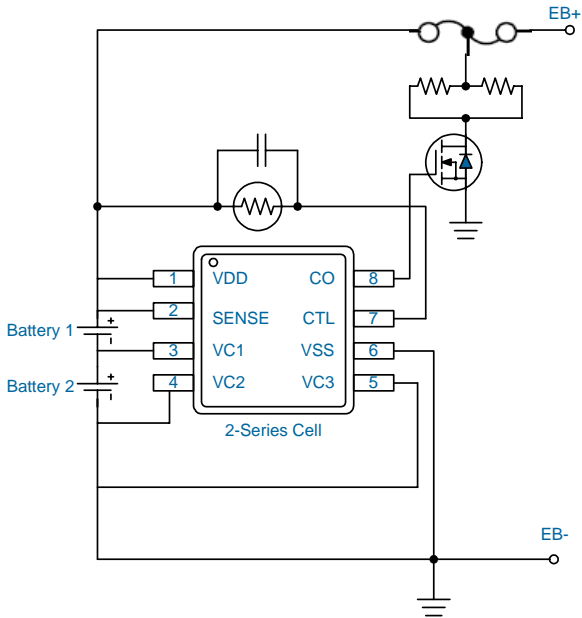 EB+
1 VDD CO 8
2 SENSE CTL 7
Battery 1
3 VC1 VSS 6
Battery 2
4 VC2 VC3 5
2-Series Cell
EB-